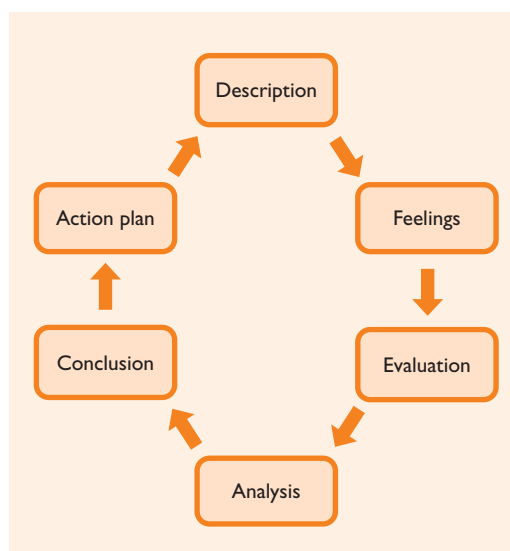 Description
Feelings
Evaluation
Analysis
Conclusion
Action plan